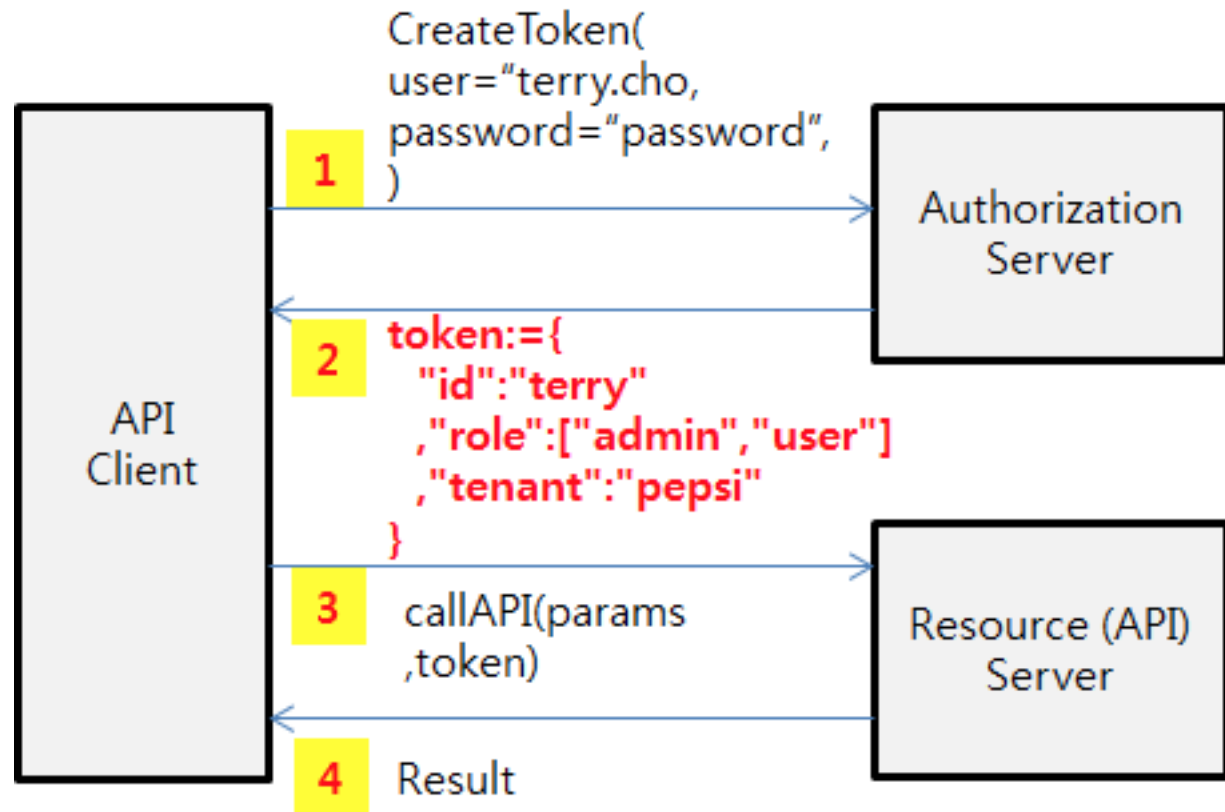 CreateToken(
user=“terry.cho,
password=“password”,
)
1
Authorization
Server
2
token:={
"id":"terry"
,"role":["admin","user"]
,"tenant":"pepsi"
}
API
Client
3
callAPI(params
,token)
Resource (API)
Server
4
Result